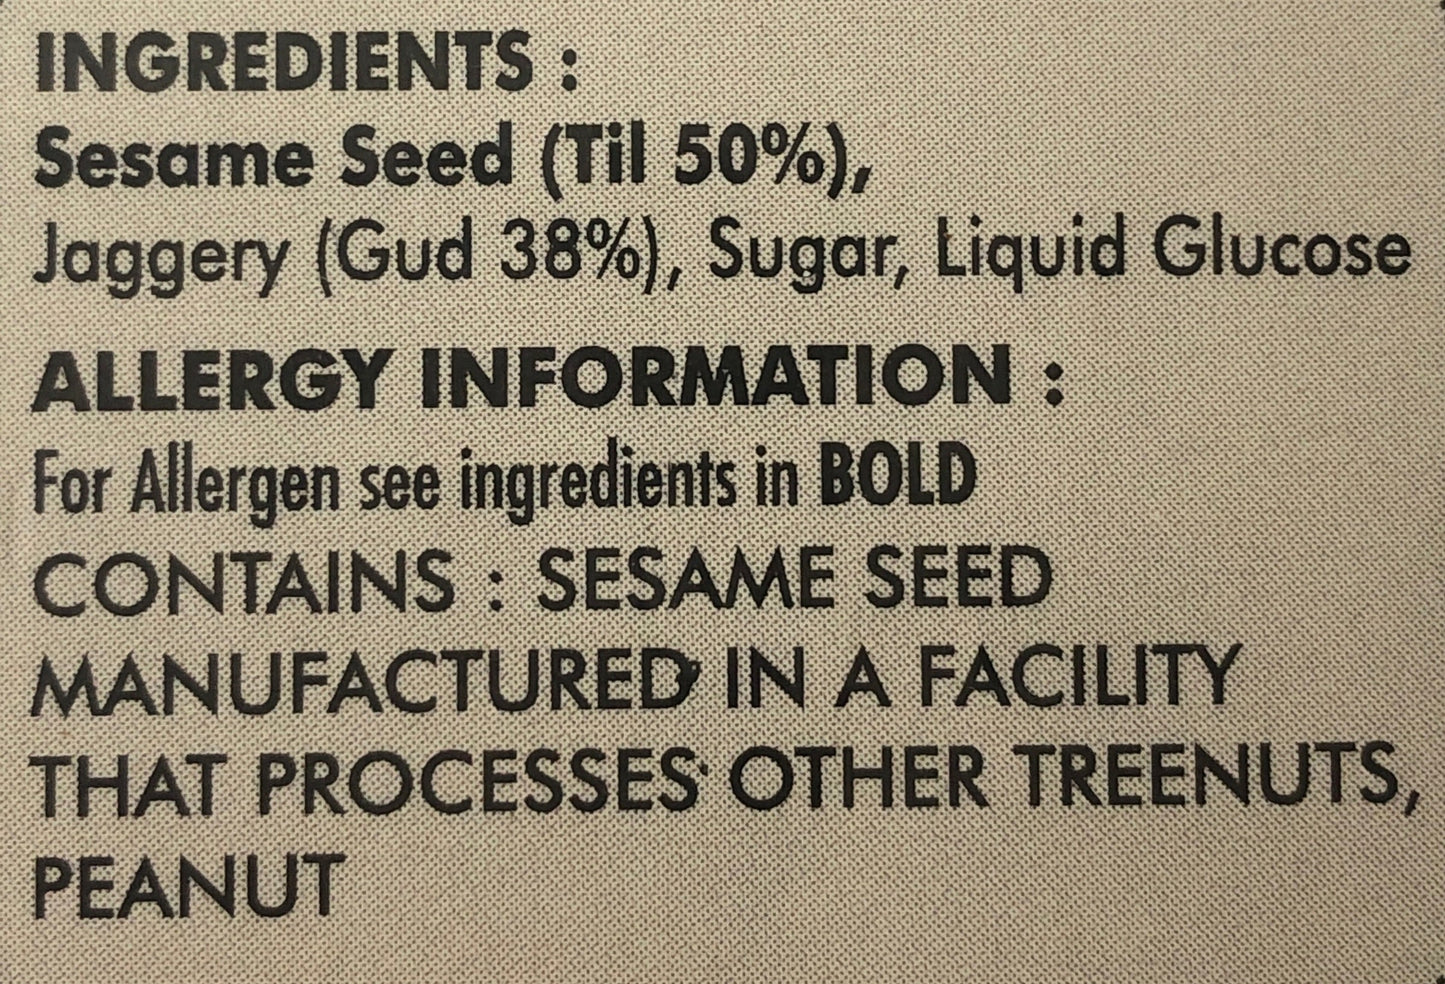 INGREDIENTS :
Sesame Seed (Til 50%),
Jaggery (Gud 38%), Sugar, Liquid Glucose
ALLERGY INFORMATION :
For Allergen see ingredients in BOLD
CONTAINS : SESAME SEED
MANUFACTURED IN A FACILITY
THAT PROCESSES OTHER TREENUTS,
PEANUT